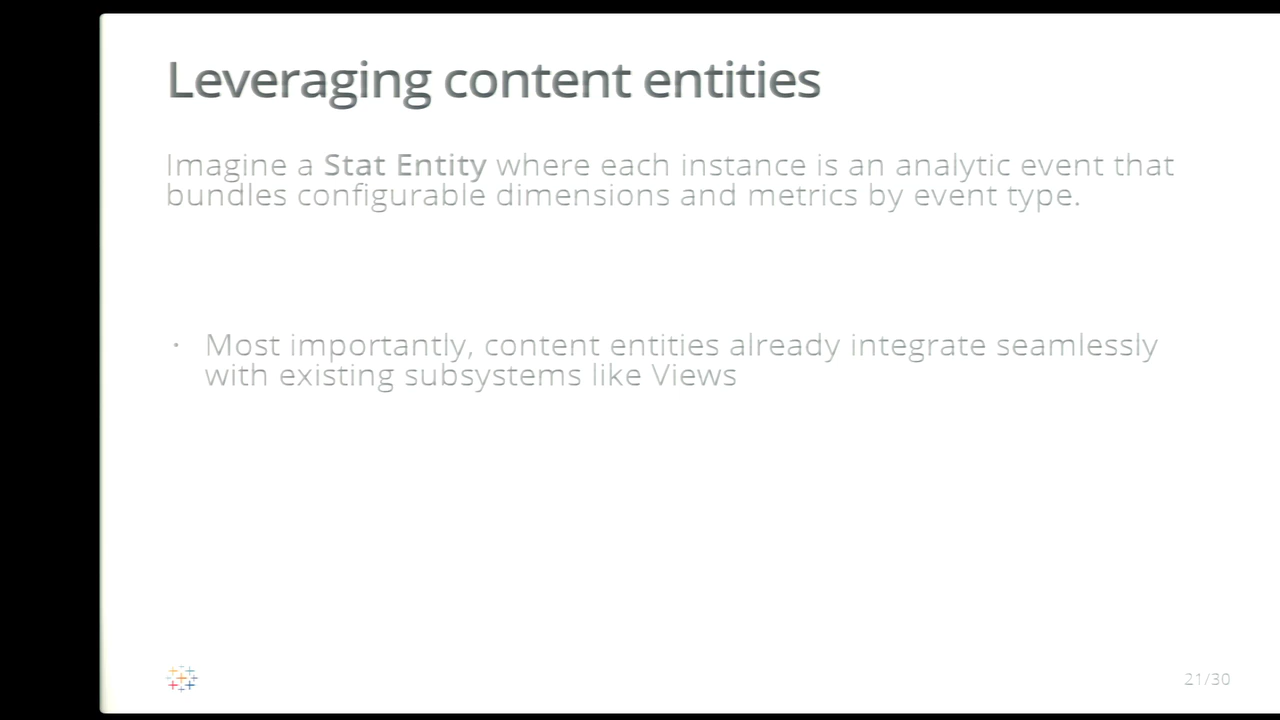 Leveraging content entities
Imagine a Stat Entity where each instance is an analytic event that
bundles configurable dimensions and metrics by event type.
· Most importantly, content entities already integrate seamlessly
with existing subsystems like Views
21/30